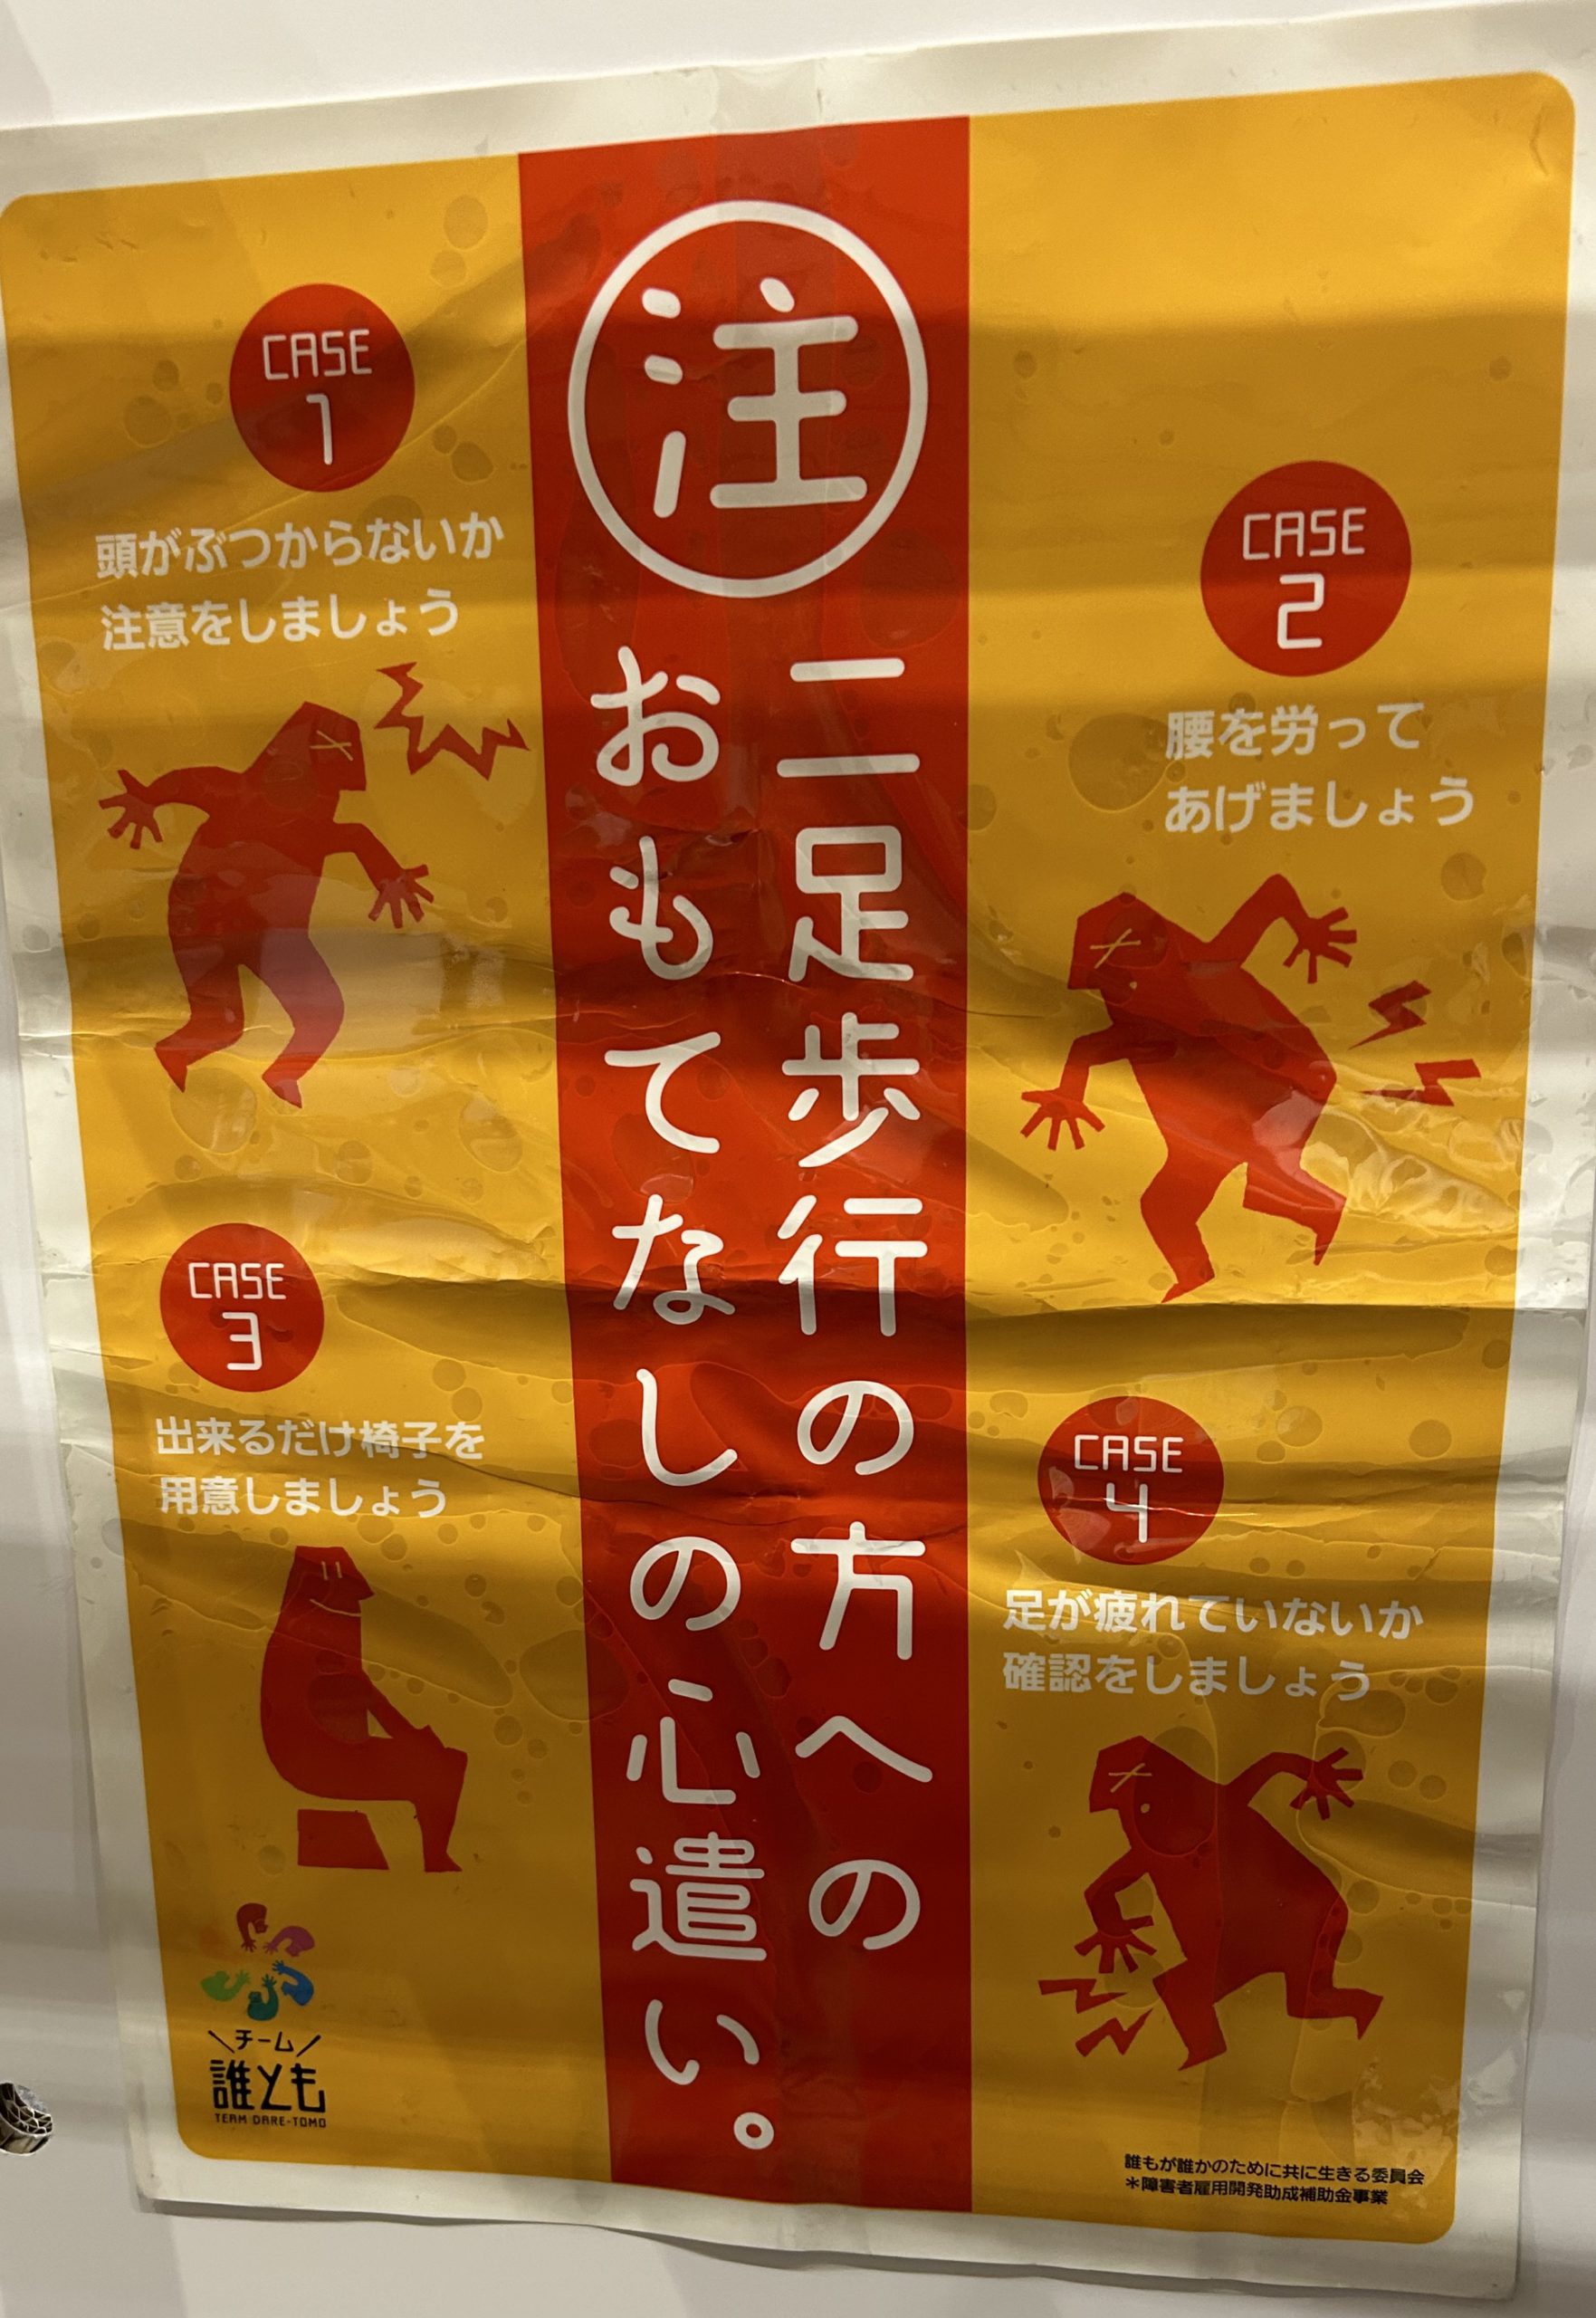 注
二足歩行の方への
おもてなしの心遣い。
CASE
1
頭がぶつからないか
注意をしましょう
CASE
2
腰を労って
あげましょう
CASE
3
出来るだけ椅子を
用意しましょう
CASE
4
足が疲れていないか
確認をしましょう
チーム
誰とも
TEAM DARE-TOMO
誰もが誰かのために共に生きる委員会
＊障害者雇用開発助成補助金事業